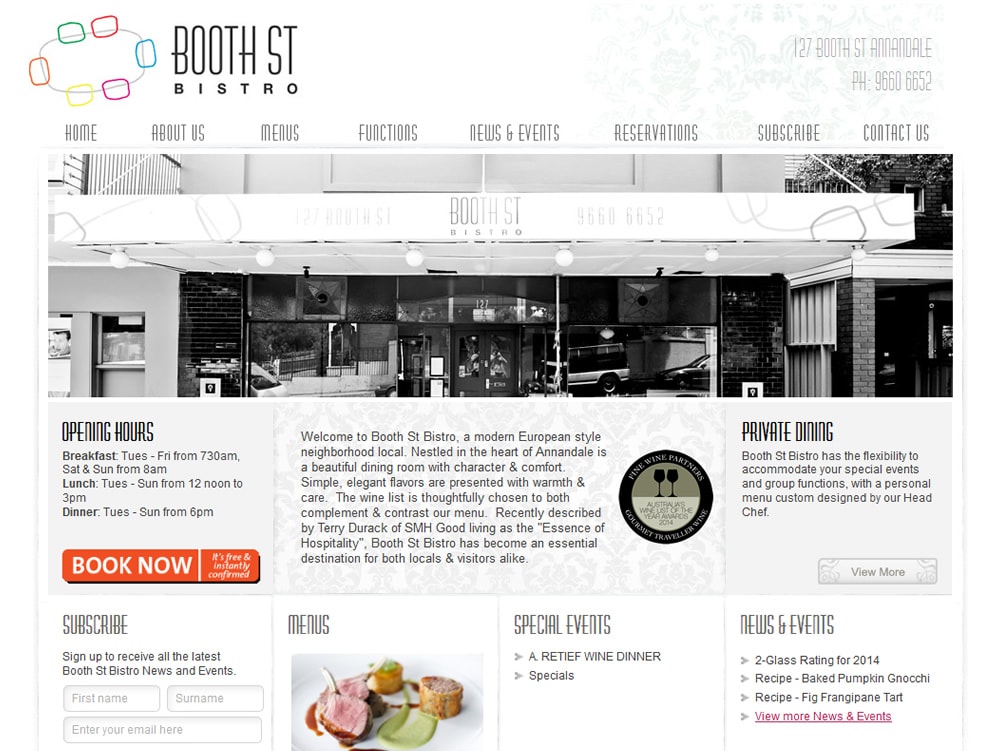 BOOTH ST
BISTRO
127 BOOTH ST ANNANDALE
PH: 9660 6652
HOME ABOUT US MENUS FUNCTIONS NEWS & EVENTS RESERVATIONS SUBSCRIBE CONTACT US
127 BOOTH ST BOOTH ST 9660 6652
BISTRO
127
OPENING HOURS
Breakfast: Tues - Fri from 730am,
Sat & Sun from 8am
Lunch: Tues - Sun from 12 noon to
3pm
Dinner: Tues - Sun from 6pm
BOOK NOW
It's free &
instantly
confirmed
Welcome to Booth St Bistro, a modern European style
neighborhood local. Nestled in the heart of Annandale is
a beautiful dining room with character & comfort.
Simple, elegant flavors are presented with warmth &
care. The wine list is thoughtfully chosen to both
complement & contrast our menu. Recently described
by Terry Durack of SMH Good living as the "Essence of
Hospitality", Booth St Bistro has become an essential
destination for both locals & visitors alike.
FINE WINE PARTNERS
AUSTRALIA'S
WINE LIST OF THE
YEAR AWARDS
2014
GOURMET TRAVELLER WINE
PRIVATE DINING
Booth St Bistro has the flexibility to
accommodate your special events
and group functions, with a personal
menu custom designed by our Head
Chef.
View More
SUBSCRIBE
Sign up to receive all the latest
Booth St Bistro News and Events.
First name Surname
Enter your email here
MENUS
SPECIAL EVENTS
A. RETIEF WINE DINNER
Specials
NEWS & EVENTS
2-Glass Rating for 2014
Recipe - Baked Pumpkin Gnocchi
Recipe - Fig Frangipane Tart
View more News & Events